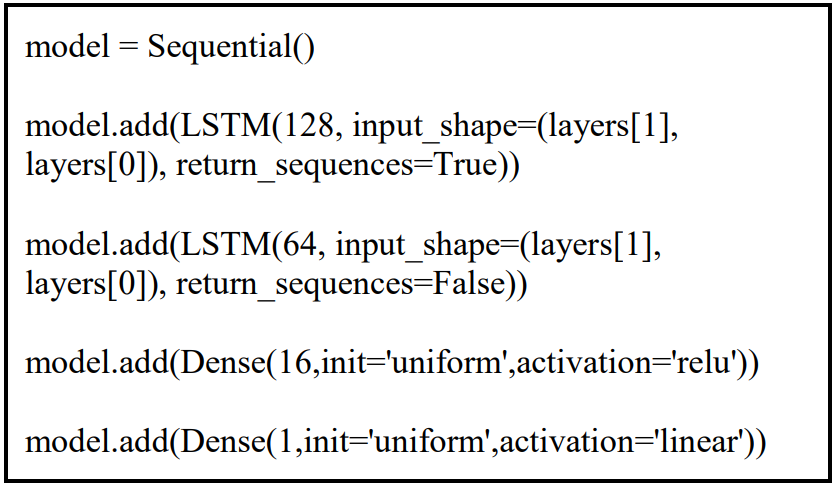 model = Sequential()
model.add(LSTM(128, input_shape=(layers[1],
layers[0]), return_sequences=True))
model.add(LSTM(64, input_shape=(layers[1],
layers[0]), return_sequences=False))
model.add(Dense(16,init='uniform',activation='relu'))
model.add(Dense(1,init='uniform',activation='linear'))